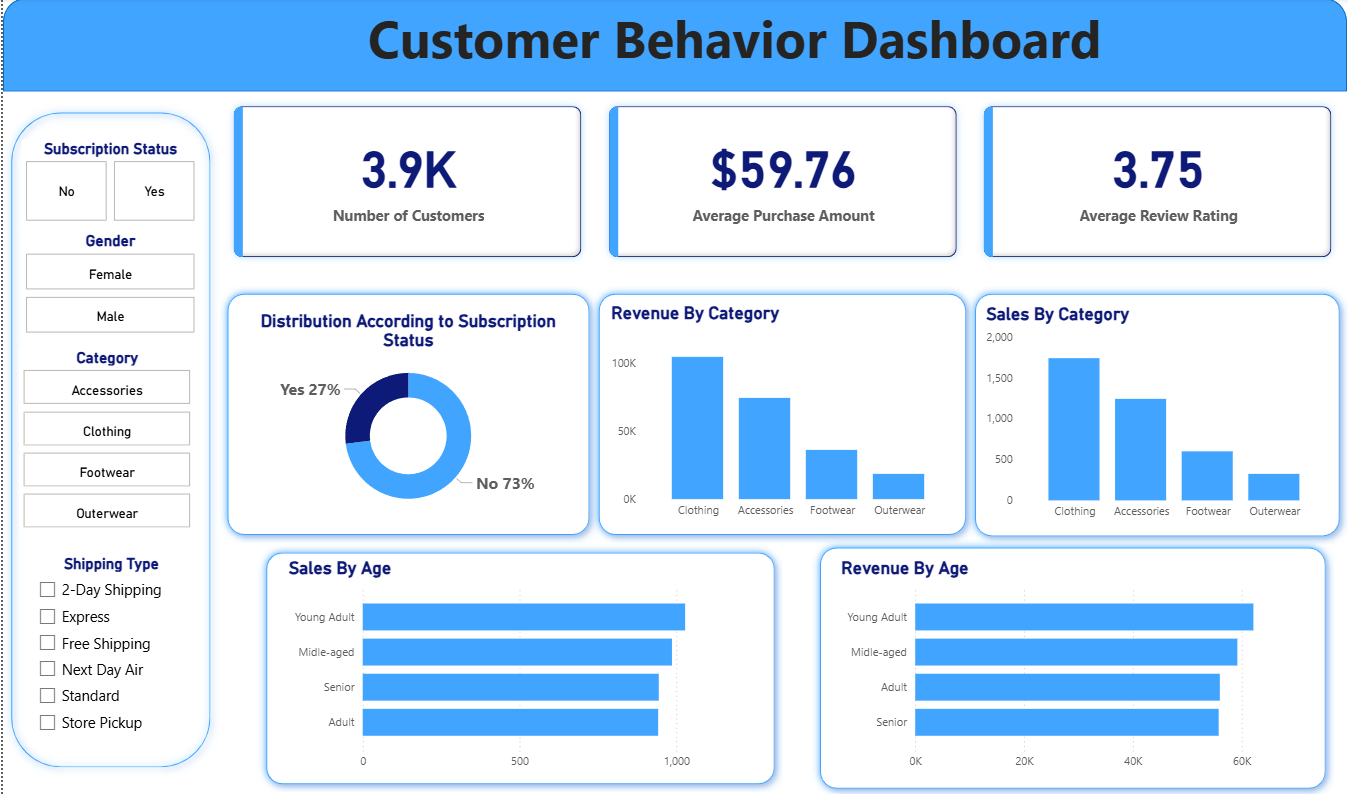 Customer Behavior Dashboard
Subscription Status
No
Yes
Gender
Female
Male
Category
Accessories
Clothing
Footwear
Outerwear
Shipping Type
2-Day Shipping
Express
Free Shipping
Next Day Air
Standard
Store Pickup
3.9K
Number of Customers
$59.76
Average Purchase Amount
3.75
Average Review Rating
Distribution According to Subscription
Status
Yes 27%
No 73%
Revenue By Category
100K
50K
0K
Clothing
Accessories
Footwear
Outerwear
Sales By Category
2,000
1,500
1,000
500
0
Clothing
Accessories
Footwear
Outerwear
Sales By Age
Young Adult
Midle-aged
Senior
Adult
0
500
1,000
Revenue By Age
Young Adult
Midle-aged
Adult
Senior
0K
20K
40K
60K